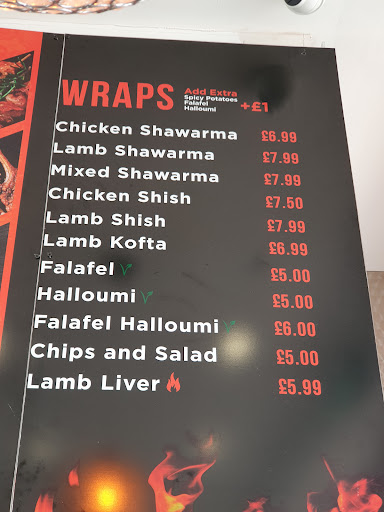 WRAPS
Add Extra
Spicy Potatoes
Falafel
Halloumi
+£1
Chicken Shawarma £6.99
Lamb Shawarma £7.99
Mixed Shawarma £7.99
Chicken Shish £7.50
Lamb Shish £7.99
Lamb Kofta £6.99
Falafel £5.00
Halloumi £5.00
Falafel Halloumi £6.00
Chips and Salad £5.00
Lamb Liver £5.99